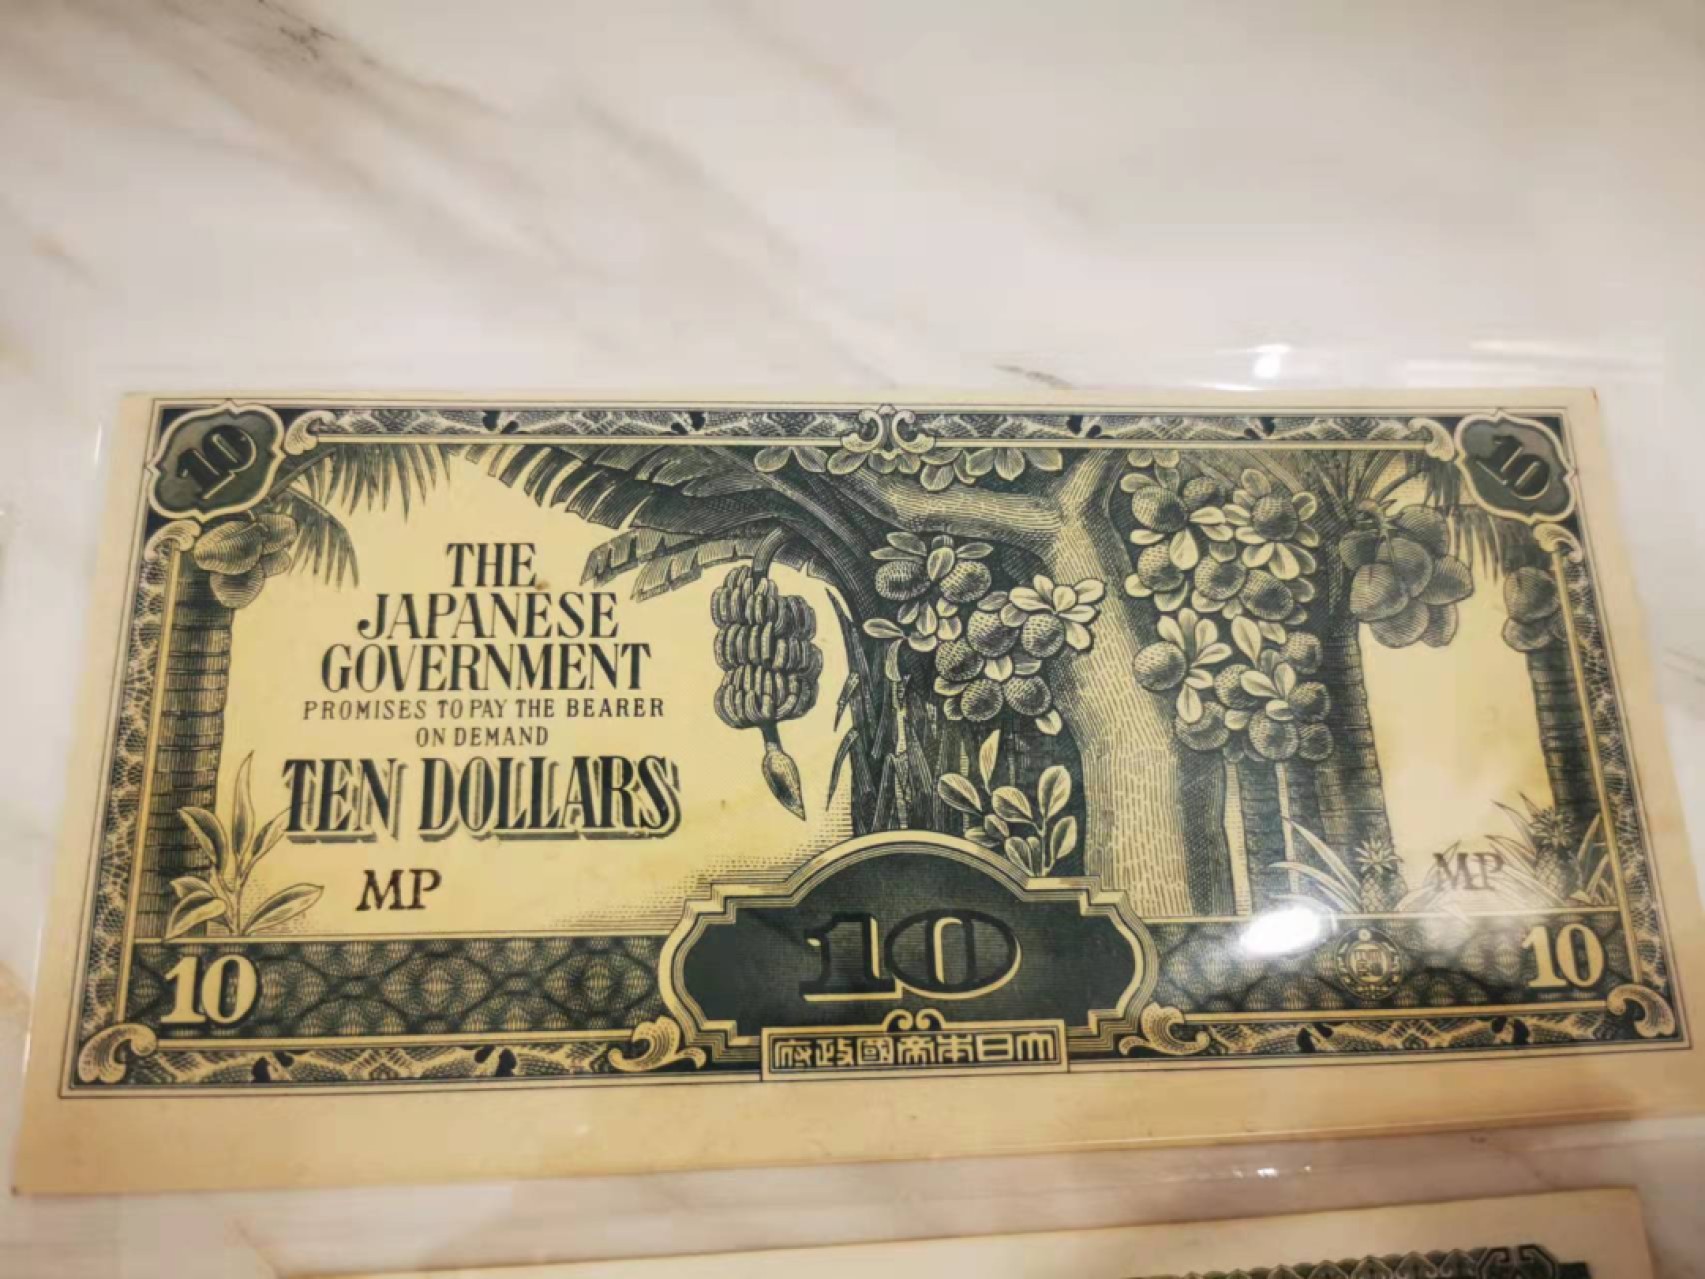 10
10
THE
JAPANESE
GOVERNMENT
PROMISES TO PAY THE BEARER
ON DEMAND
TEN DOLLARS
MP
MP
10
10
10
府政國帝本日大